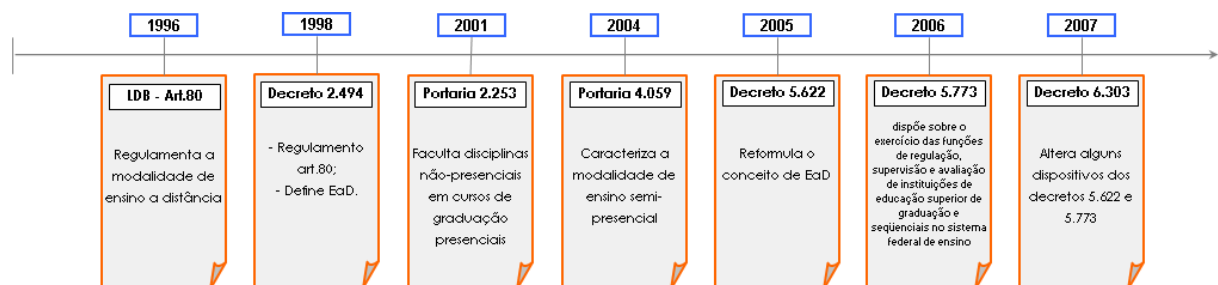 1996
LDB - Art.80
Regulamenta a
modalidade de
ensino a distância
1998
Decreto 2.494
- Regulamento
art.80;
- Define EaD.
2001
Portaria 2.253
Faculta disciplinas
não-presenciais
em cursos de
graduação
presenciais
2004
Portaria 4.059
Caracteriza a
modalidade de
ensino semi-
presencial
2005
Decreto 5.622
Reformula o
conceito de EaD
2006
Decreto 5.773
dispõe sobre o
exercício das funções
de regulação,
supervisão e avaliação
de instituições de
educação superior de
graduação e
seqüenciais no sistema
federal de ensino
2007
Decreto 6.303
Altera alguns
dispositivos dos
decretos 5.622 e
5.773